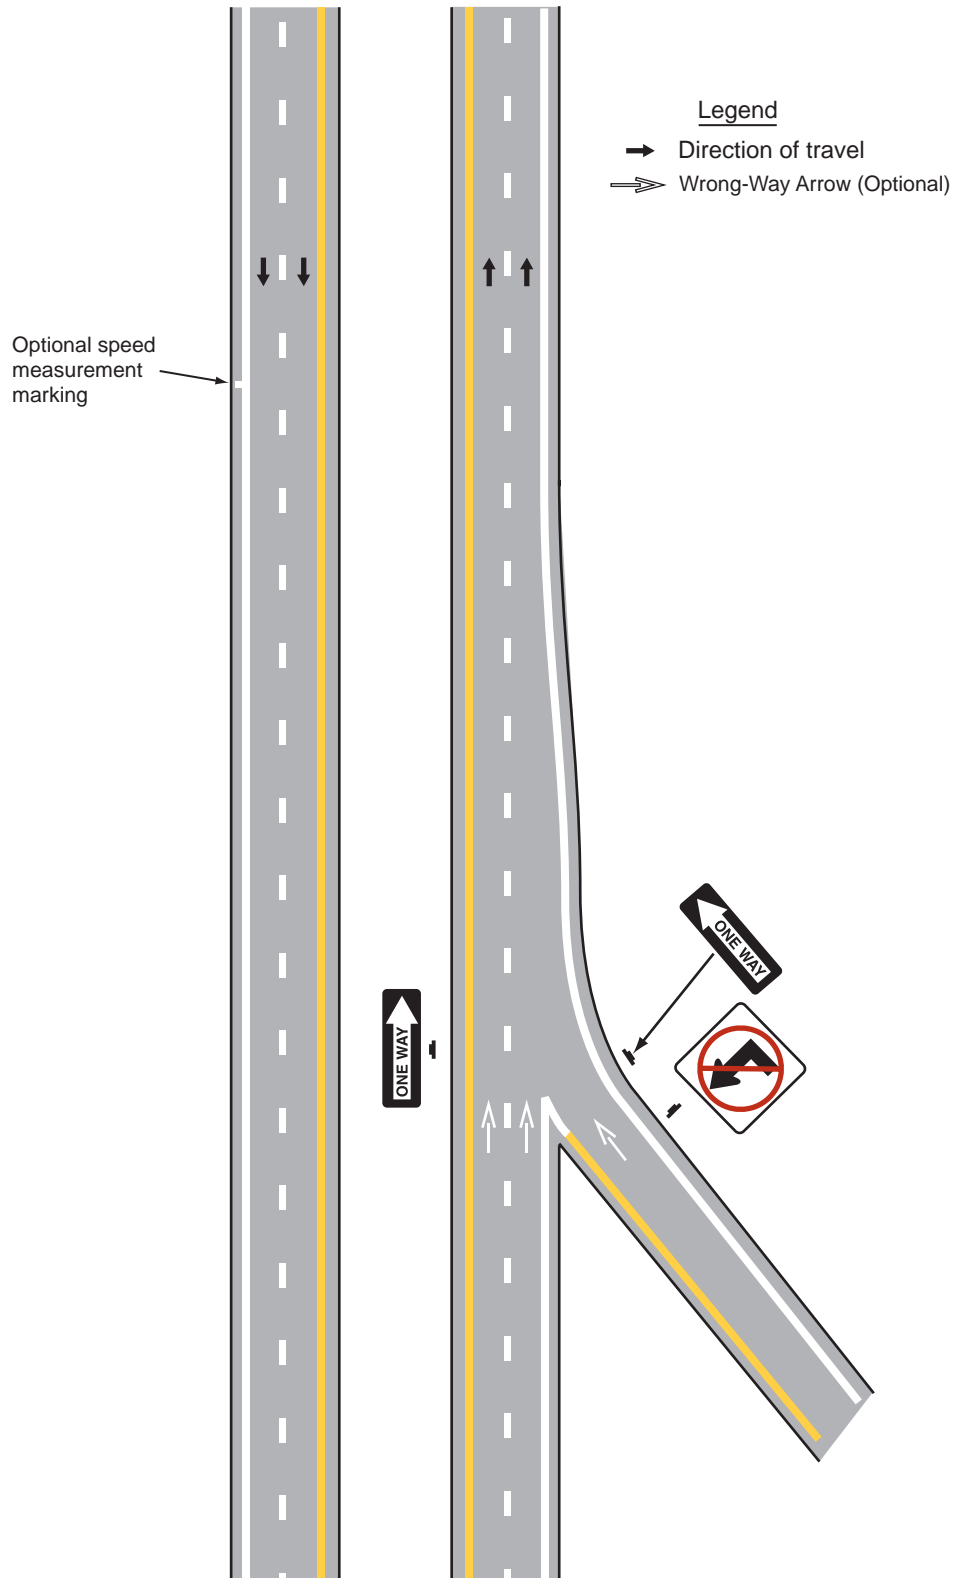 Legend
Direction of travel
Wrong-Way Arrow (Optional)
Optional speed
measurement
marking
ONE WAY
ONE WAY